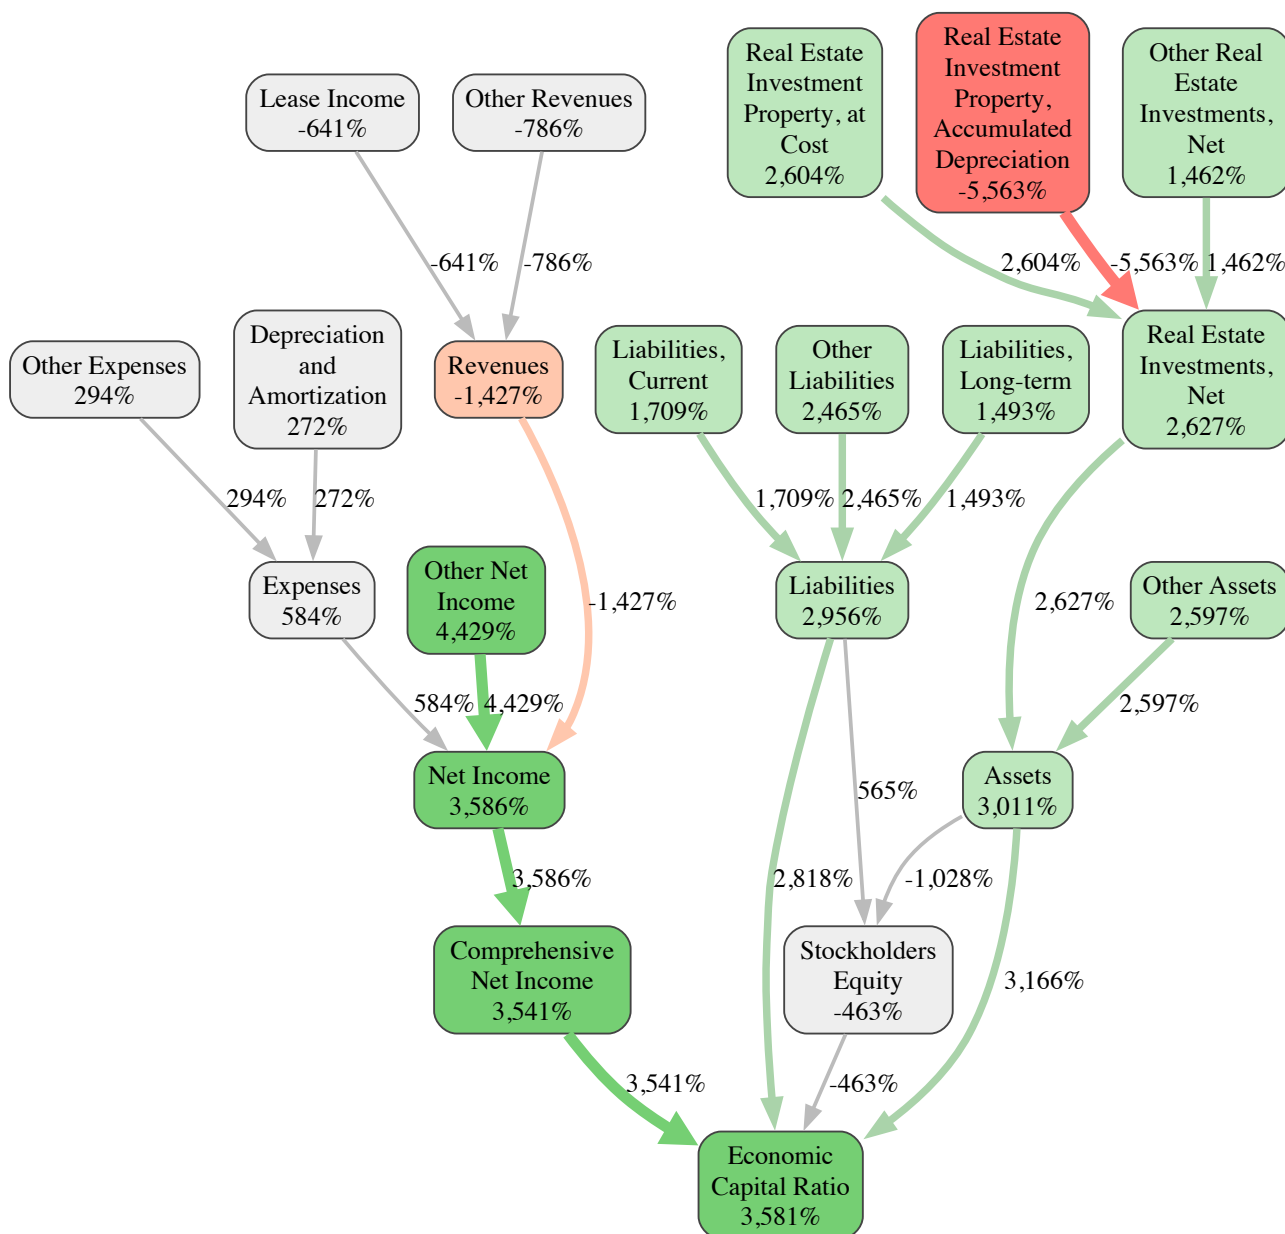 Real Estate
Investment
Property, at
Cost
2,604%
Real Estate
Investment
Property,
Accumulated
Depreciation
-5,563%
Other Real
Estate
Investments,
Net
1,462%
Lease Income
-641%
Other Revenues
-786%
-641%
-786%
2,604%
-5,563%
1,462%
Other Expenses
294%
Depreciation
and
Amortization
272%
Revenues
-1,427%
Liabilities,
Current
1,709%
Other
Liabilities
2,465%
Liabilities,
Long-term
1,493%
Real Estate
Investments,
Net
2,627%
294%
272%
1,709%
2,465%
1,493%
Expenses
584%
Other Net
Income
4,429%
-1,427%
Liabilities
2,956%
2,627%
Other Assets
2,597%
584%
4,429%
2,597%
Net Income
3,586%
565%
Assets
3,011%
3,586%
2,818%
-1,028%
Comprehensive
Net Income
3,541%
Stockholders
Equity
-463%
3,166%
3,541%
-463%
Economic
Capital Ratio
3,581%